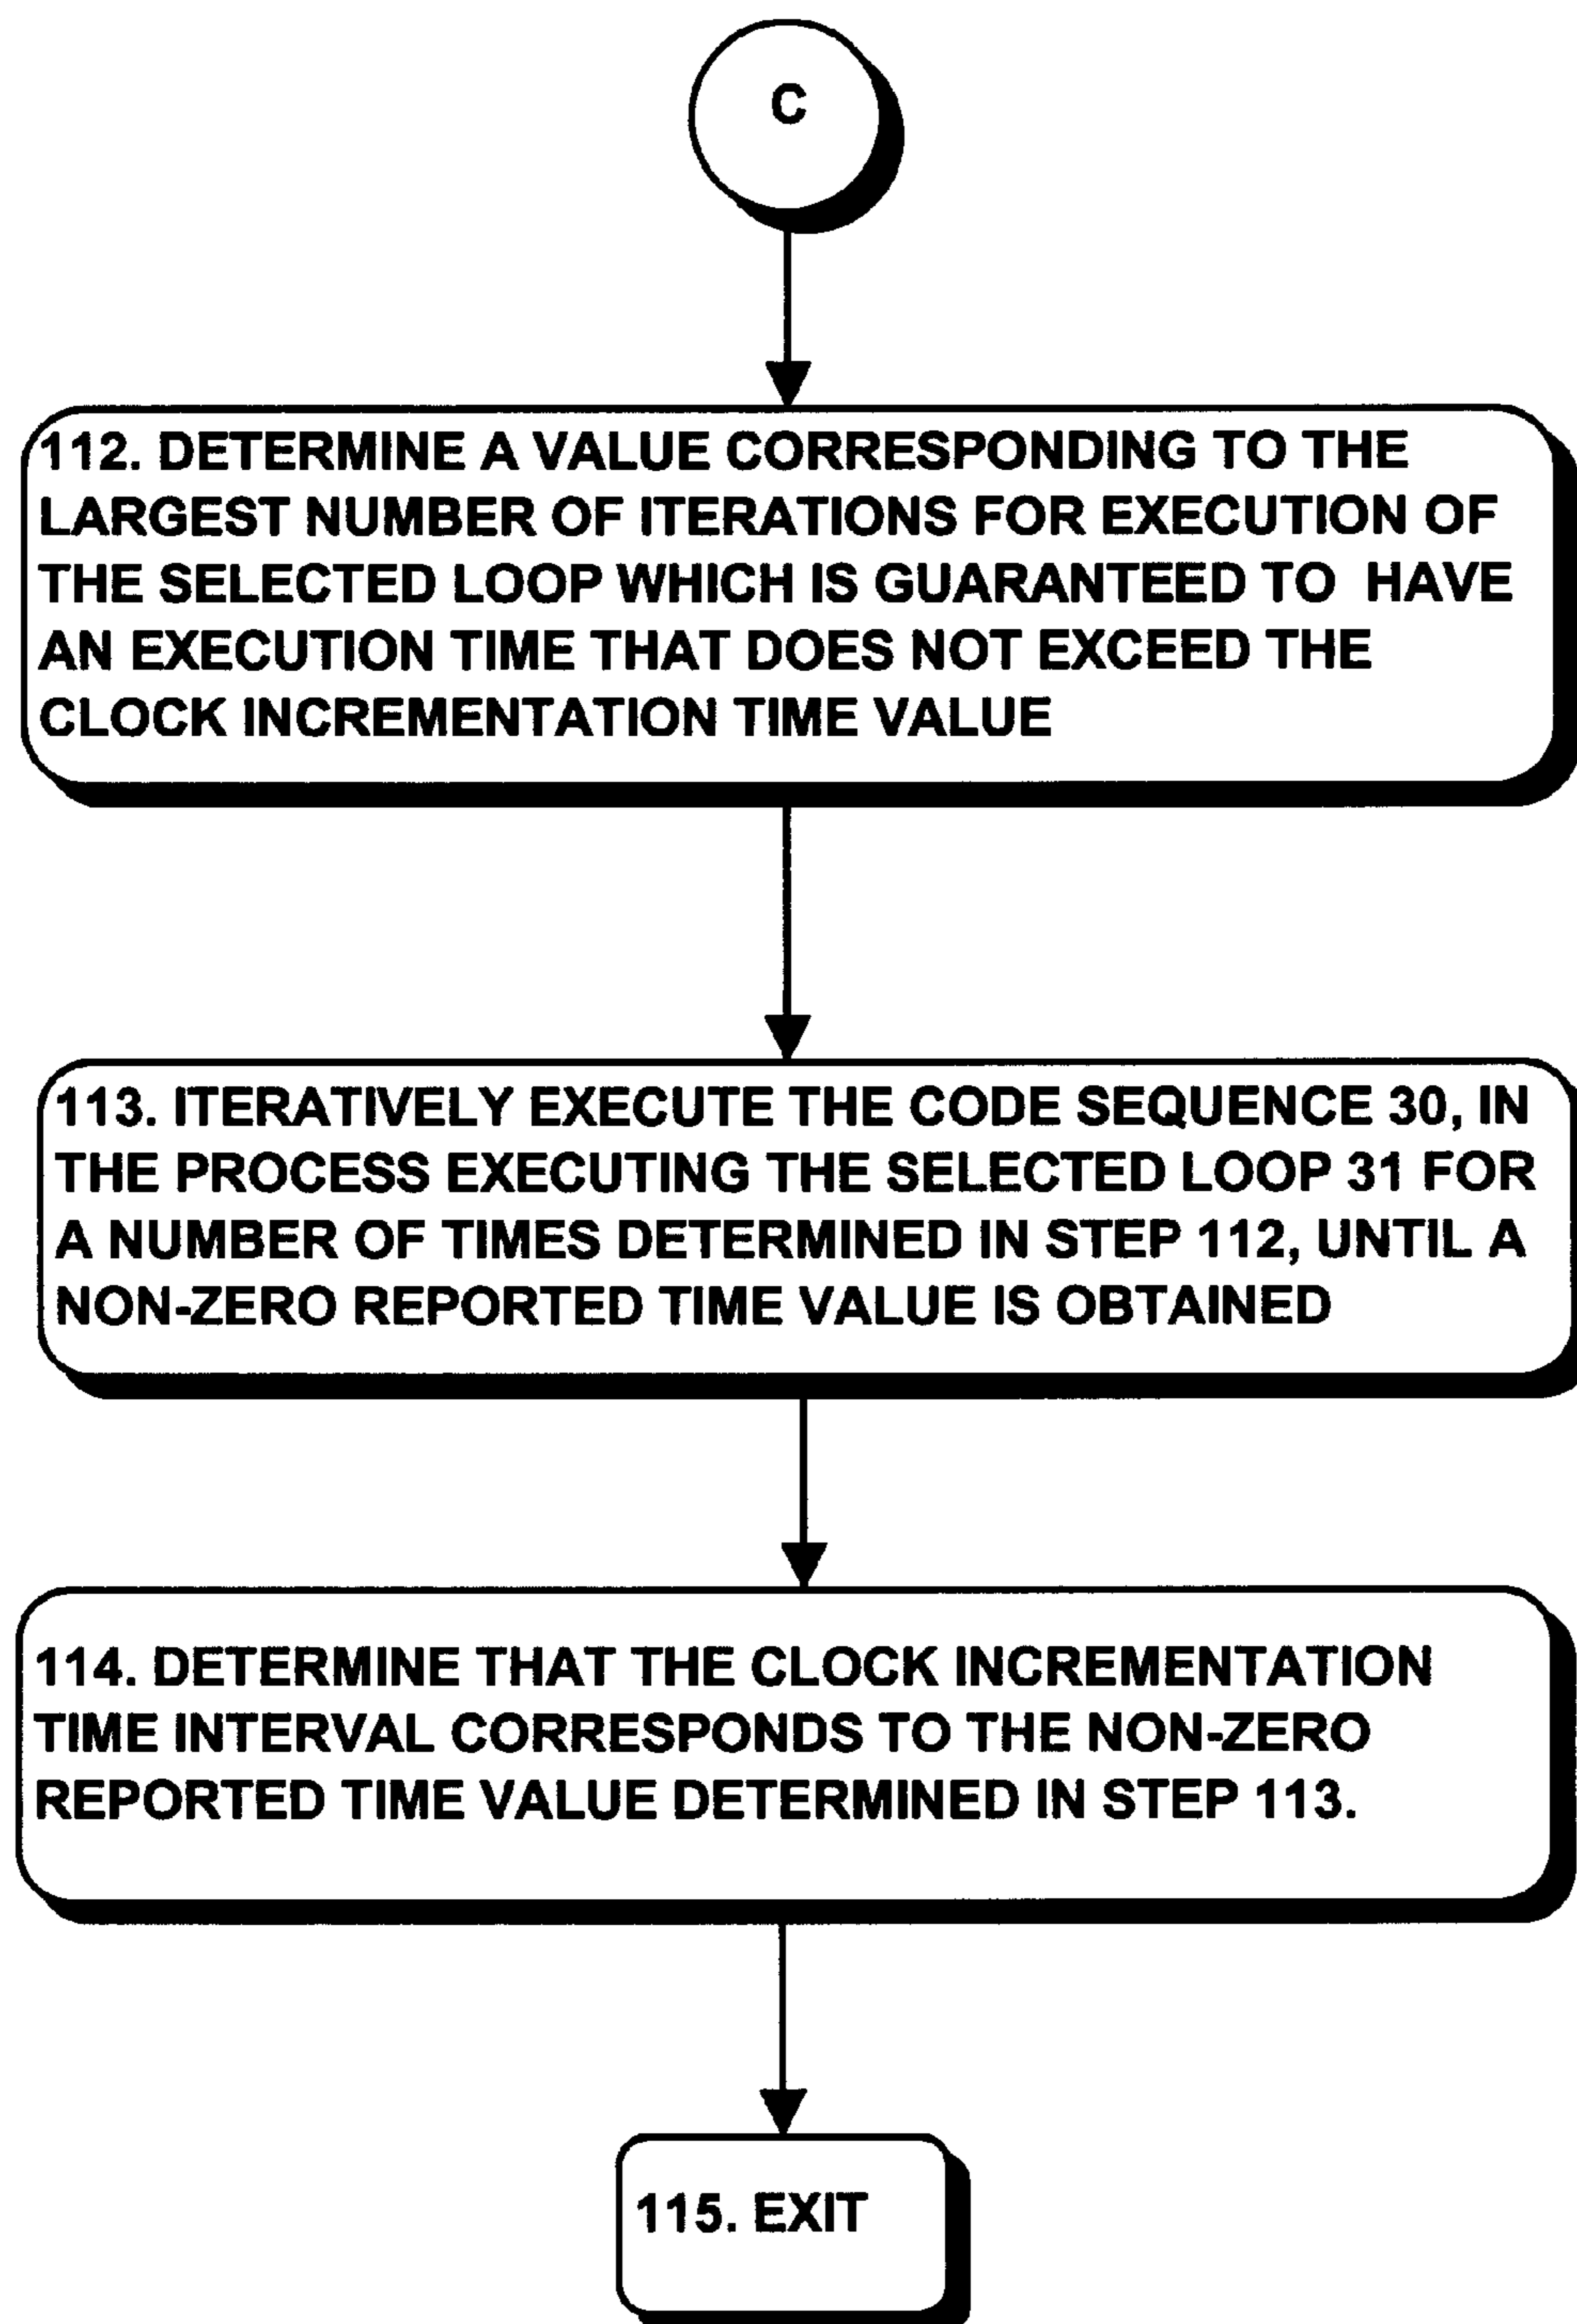 C
112. DETERMINE A VALUE CORRESPONDING TO THE
LARGEST NUMBER OF ITERATIONS FOR EXECUTION OF
THE SELECTED LOOP WHICH IS GUARANTEED TO HAVE
AN EXECUTION TIME THAT DOES NOT EXCEED THE
CLOCK INCREMENTATION TIME VALUE
113. ITERATIVELY EXECUTE THE CODE SEQUENCE 30, IN
THE PROCESS EXECUTING THE SELECTED LOOP 31 FOR
A NUMBER OF TIMES DETERMINED IN STEP 112, UNTIL A
NON-ZERO REPORTED TIME VALUE IS OBTAINED
114. DETERMINE THAT THE CLOCK INCREMENTATION
TIME INTERVAL CORRESPONDS TO THE NON-ZERO
REPORTED TIME VALUE DETERMINED IN STEP 113.
115. EXIT